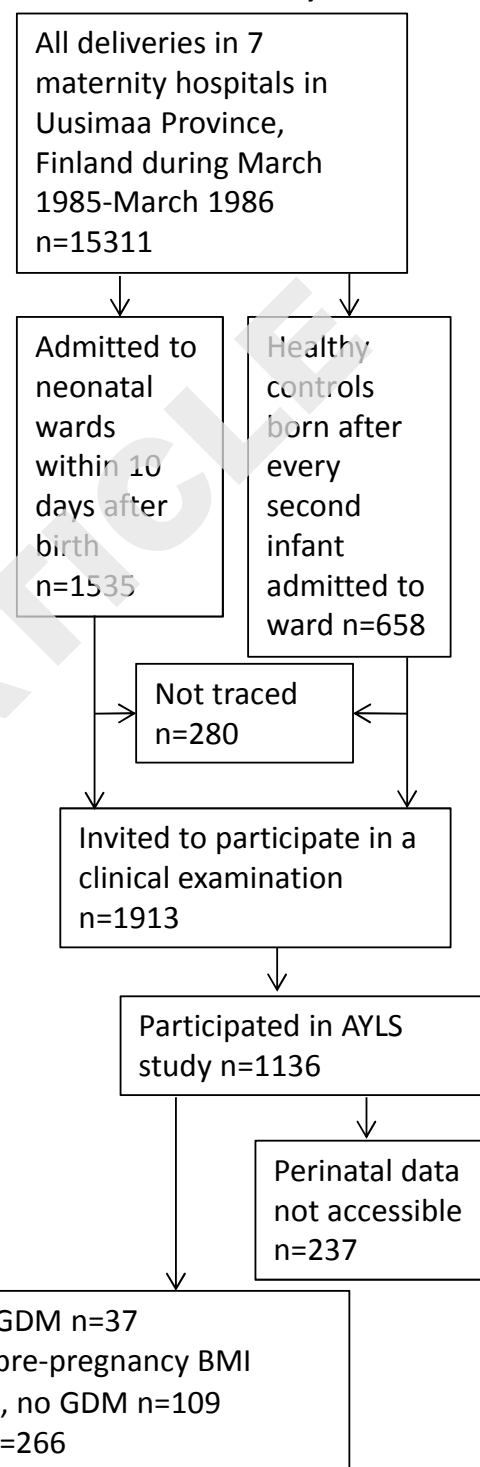 All deliveries in 7
maternity hospitals in
Uusimaa Province,
Finland during March
1985-March 1986
n=15311
Admitted to
neonatal
wards
within 10
days after
birth
n=1535
Healthy
controls
born after
every
second
infant
admitted to
ward n=658
Not traced
n=280
Invited to participate in a
clinical examination
n=1913
Participated in AYLS
study n=1136
Perinatal data
not accessible
n=237
GDM n=37
pre-pregnancy BMI
, no GDM n=109
=266